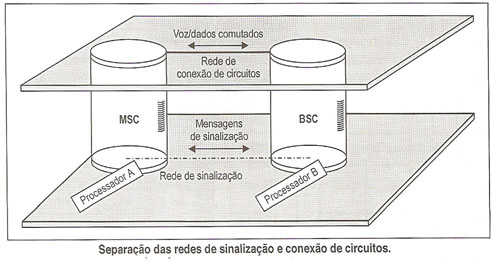 Voz/dados comutados
Rede de
conexão de circuitos
MSC
BSC
Mensagens
de sinalização
Processador A
Rede de sinalização
Processador B
Separação das redes de sinalização e conexão de circuitos.